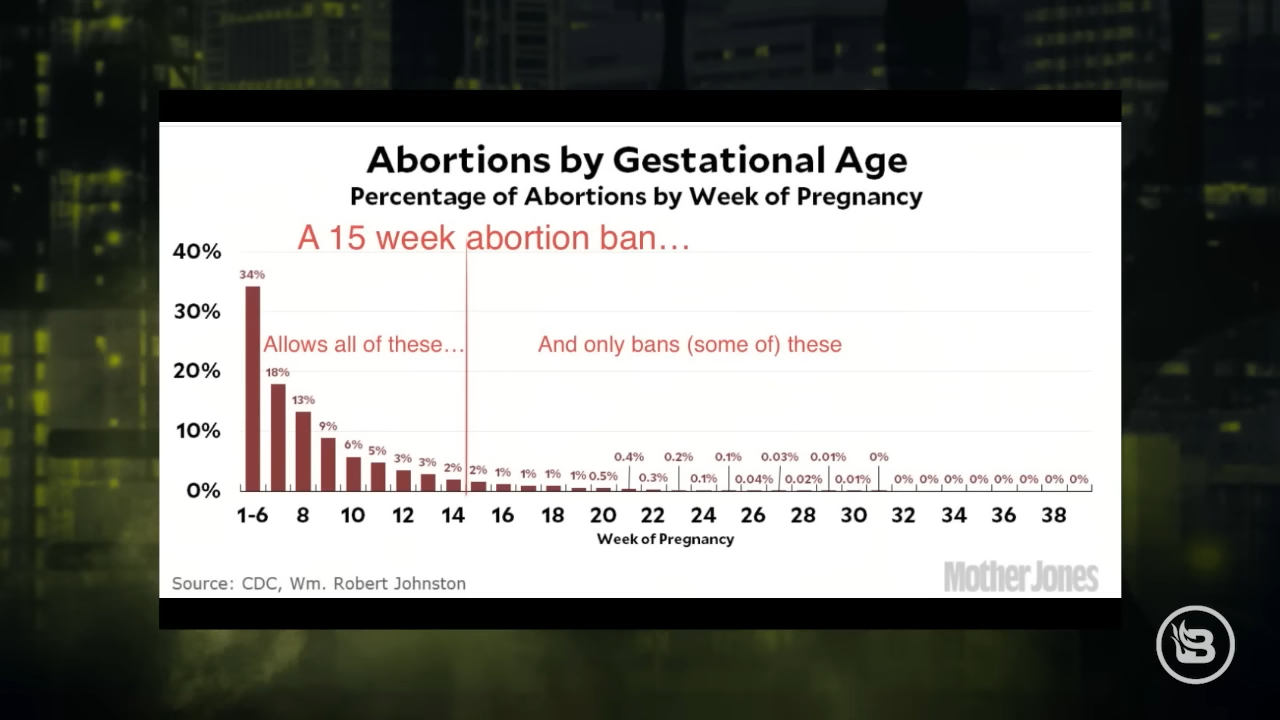 Abortions by Gestational Age
Percentage of Abortions by Week of Pregnancy
A 15 week abortion ban…
40%
34%
30%
Allows all of these…
And only bans (some of) these
20%
18%
13%
10%
9%
6%
5%
3%
3%
2%
2%
1%
1%
1%
1%
0.5%
0.4%
0.3%
0.2%
0.1%
0.1%
0.04%
0.03%
0.02%
0.01%
0.01%
0%
0% 0% 0% 0% 0% 0% 0% 0%
0%
1-6 8 10 12 14 16 18 20 22 24 26 28 30 32 34 36 38
Week of Pregnancy
Source: CDC, Wm. Robert Johnston
Mother Jones
B